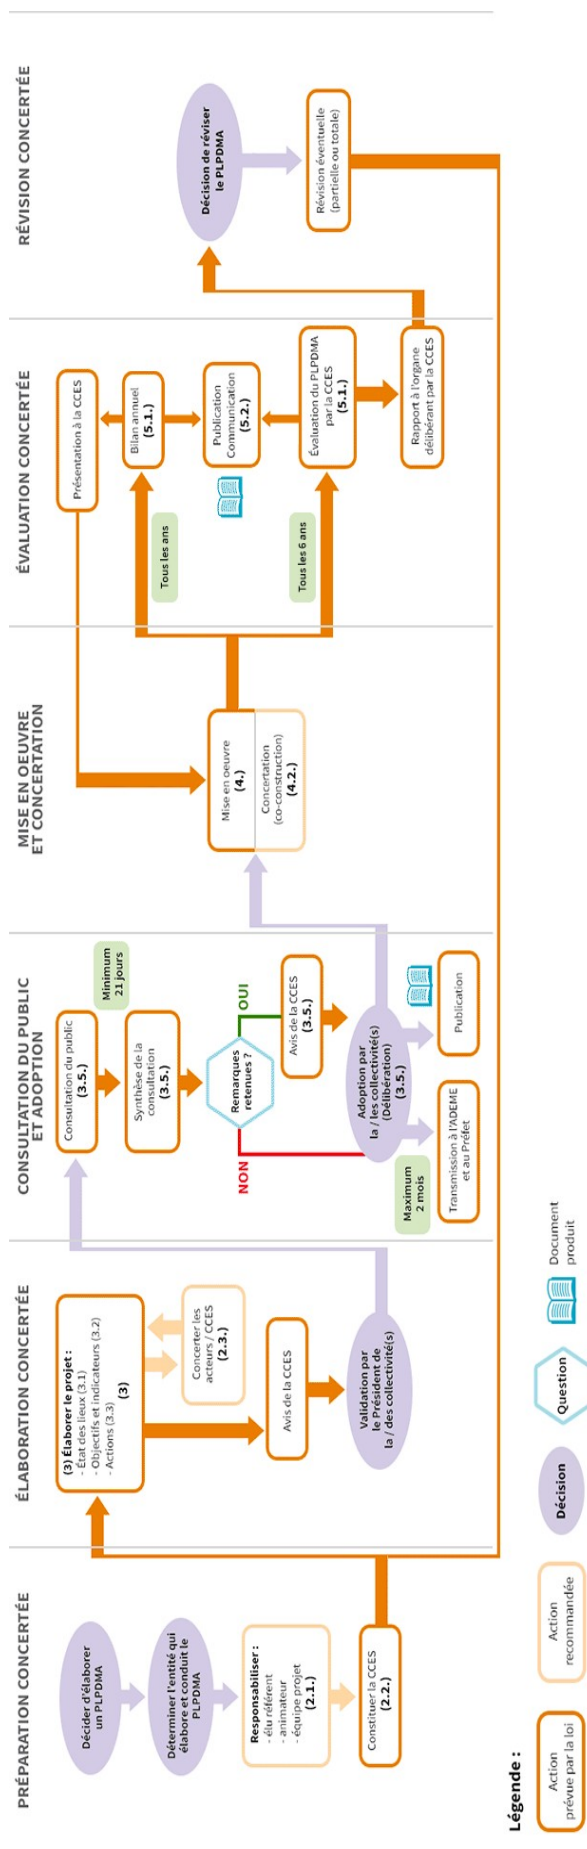 PRÉPARATION CONCERTÉE
Décider d'élaborer
un PLPDMA
Déterminer l'entité qui
élabore et conduit le
PLPDMA
Responsabiliser :
- élu référent
- animateur
- équipe projet
(2.1.)
Constituer la CCES
(2.2.)
ÉLABORATION CONCERTÉE
(3) Élaborer le projet :
- État des lieux (3.1)
- Objectifs et indicateurs (3.2)
- Actions (3.3)
(3)
Concerter les
acteurs / CCES
(2.3.)
Avis de la CCES
Validation par
le Président de
la / des collectivité(s)
CONSULTATION DU PUBLIC
ET ADOPTION
Consultation du public
(3.5.)
Minimum
21 jours
Synthèse de la
consultation
(3.5.)
Remarques
retenues ?
NON
OUI
Avis de la CCES
(3.5.)
Adoption par
la / les collectivité(s)
(Délibération)
(3.5.)
Maximum
2 mois
Transmission à l'ADEME
et au Préfet
Publication
MISE EN OEUVRE
ET CONCERTATION
Mise en oeuvre
(4.)
Concertation
(co-construction)
(4.2.)
ÉVALUATION CONCERTÉE
Présentation à la CCES
Tous les ans
Bilan annuel
(5.1.)
Publication
Communication
(5.2.)
Tous les 6 ans
Évaluation du PLPDMA
par la CCES
(5.1.)
Rapport à l'organe
délibérant par la CCES
RÉVISION CONCERTÉE
Décision de réviser
le PLPDMA
Révision éventuelle
(partielle ou totale)
Légende :
Action
prévue par la loi
Action
recommandée
Décision
Question
Document
produit